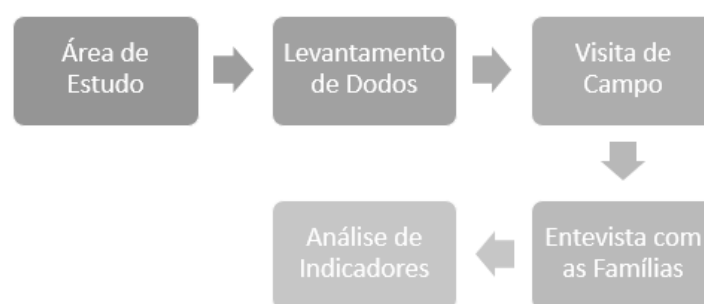 Área de
Estudo
Levantamento
de Dodos
Visita de
Campo
Entevista com
as Famílias
Análise de
Indicadores